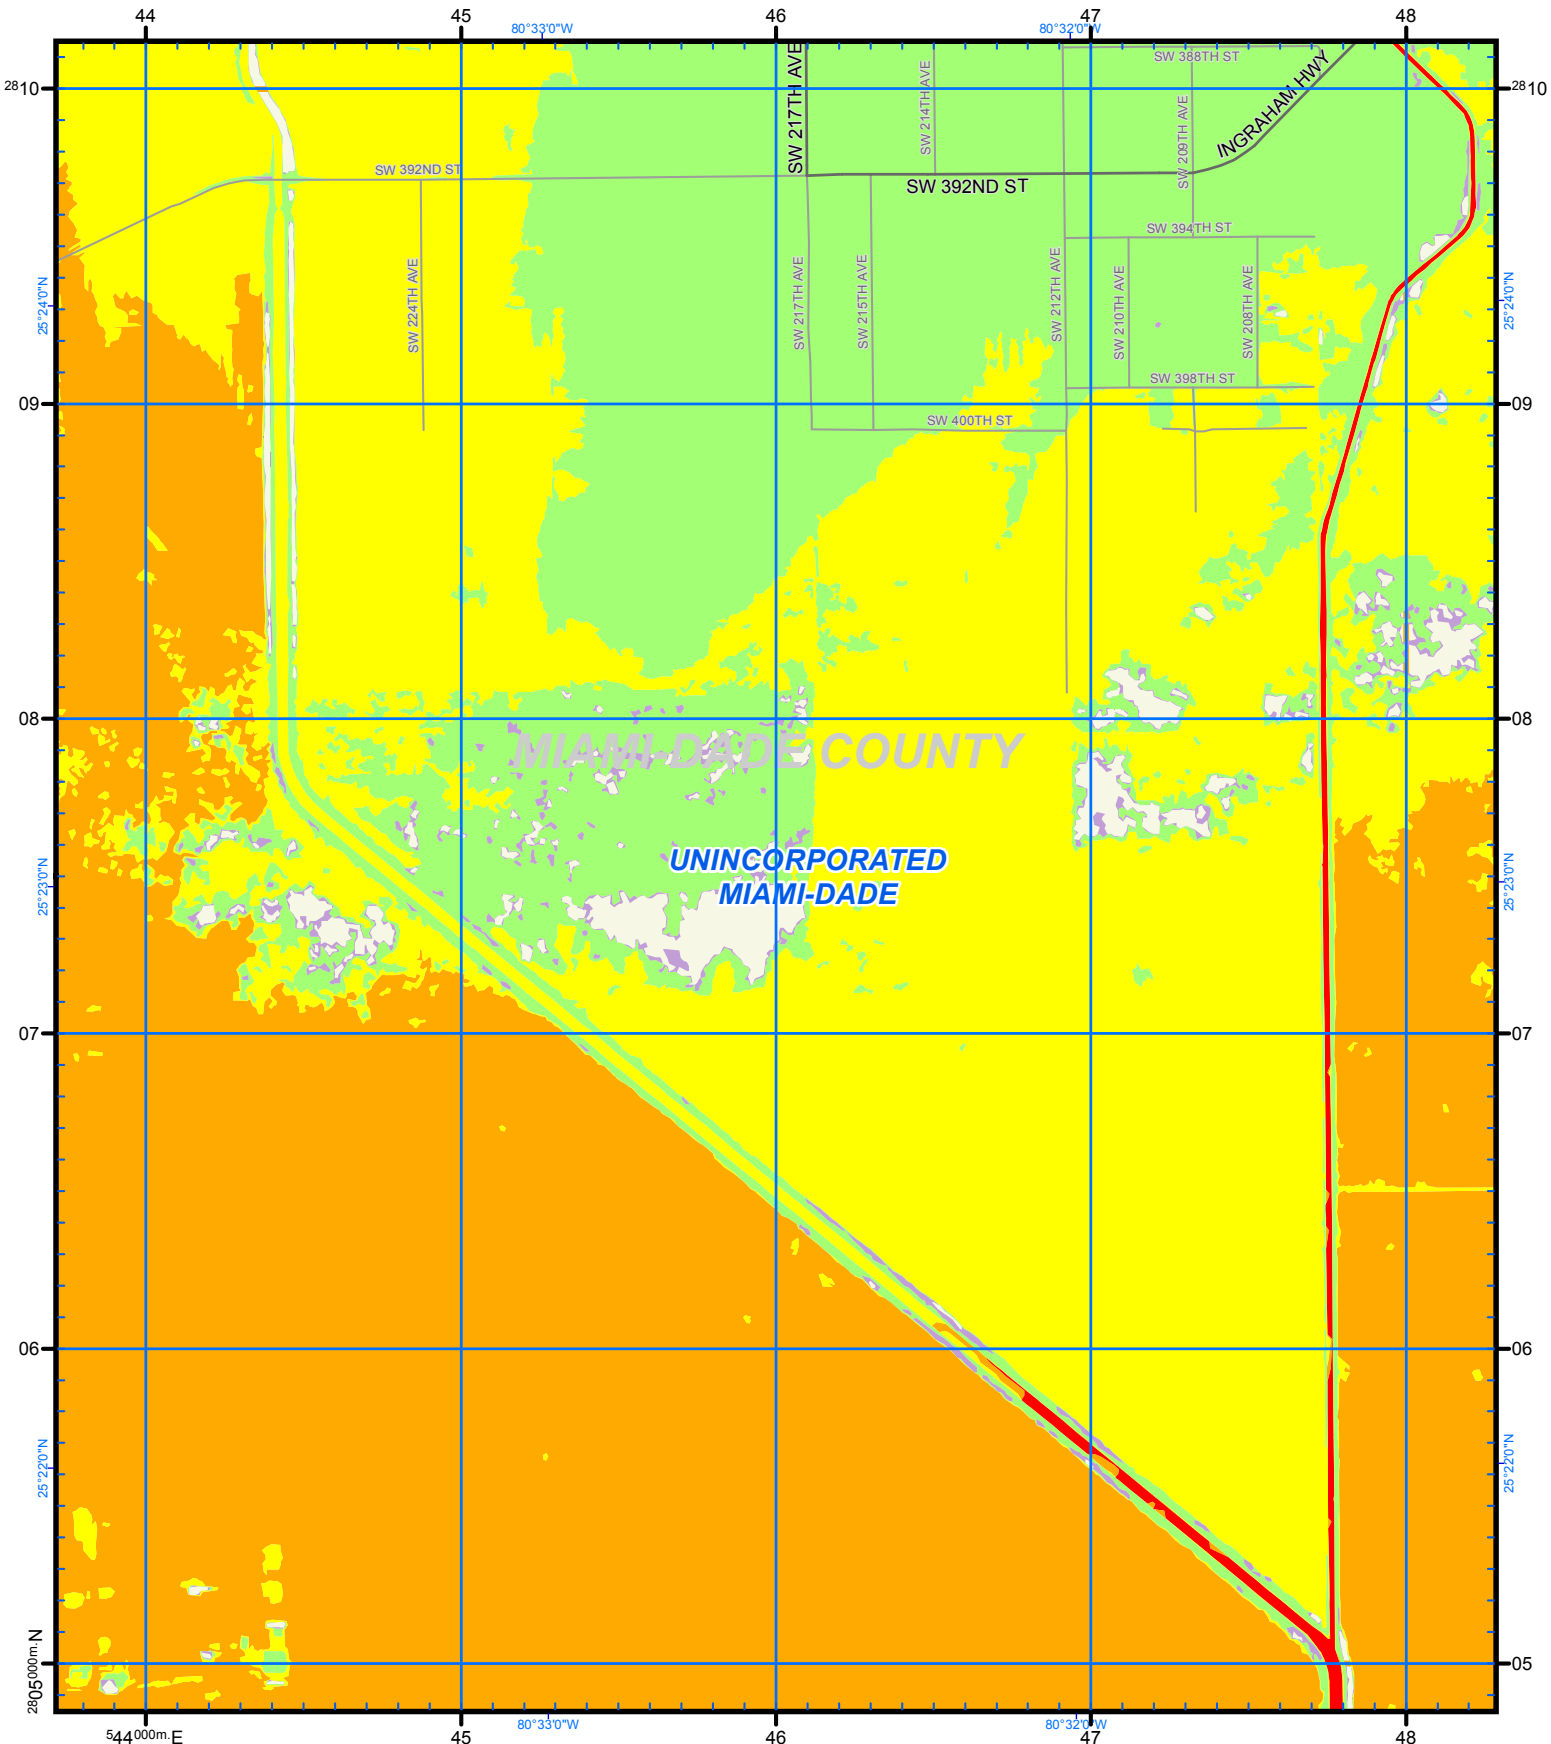 44 45 46 47 48
80°33'0"W 80°32'0"W
SW 388TH ST
2810 2810
SW 217TH AVE
SW 214TH AVE
SW 209TH AVE
INGRAHAM HWY
SW 392ND ST
SW 392ND ST
SW 394TH ST
25°24'0"N 25°24'0"N
SW 224TH AVE
SW 217TH AVE
SW 215TH AVE
SW 212TH AVE
SW 210TH AVE
SW 208TH AVE
SW 398TH ST
09 09
SW 400TH ST
08 08
MIAMI-DADE COUNTY
UNINCORPORATED
MIAMI-DADE
25°23'0"N 25°23'0"N
07 07
06 06
25°22'0"N 25°22'0"N
2805000m.N 05
80°33'0"W 80°32'0"W
544000m.E 45 46 47 48